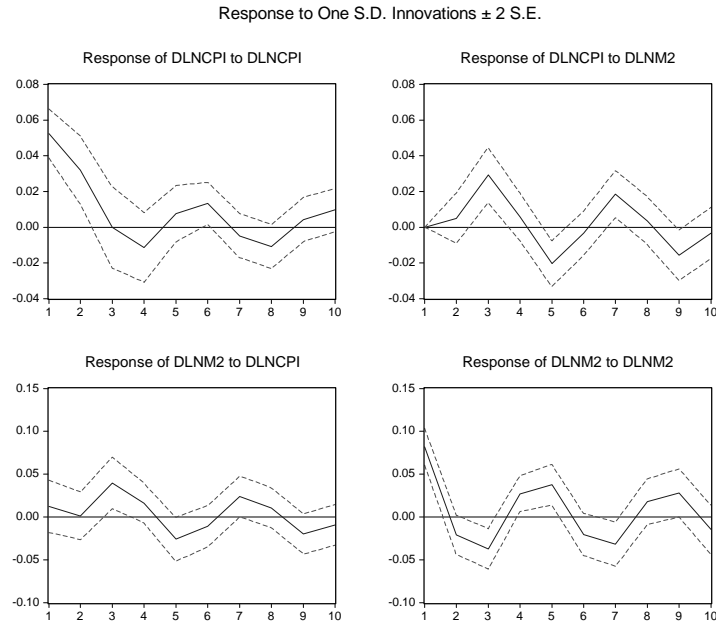 Response to One S.D. Innovations ± 2 S.E.
Response of DLNCPI to DLNCPI
0.08
0.06
0.04
0.02
0.00
-0.02
-0.04
1 2 3 4 5 6 7 8 9 10
Response of DLNCPI to DLNM2
0.08
0.06
0.04
0.02
0.00
-0.02
-0.04
1 2 3 4 5 6 7 8 9 10
Response of DLNM2 to DLNCPI
0.15
0.10
0.05
0.00
-0.05
-0.10
1 2 3 4 5 6 7 8 9 10
Response of DLNM2 to DLNM2
0.15
0.10
0.05
0.00
-0.05
-0.10
1 2 3 4 5 6 7 8 9 10